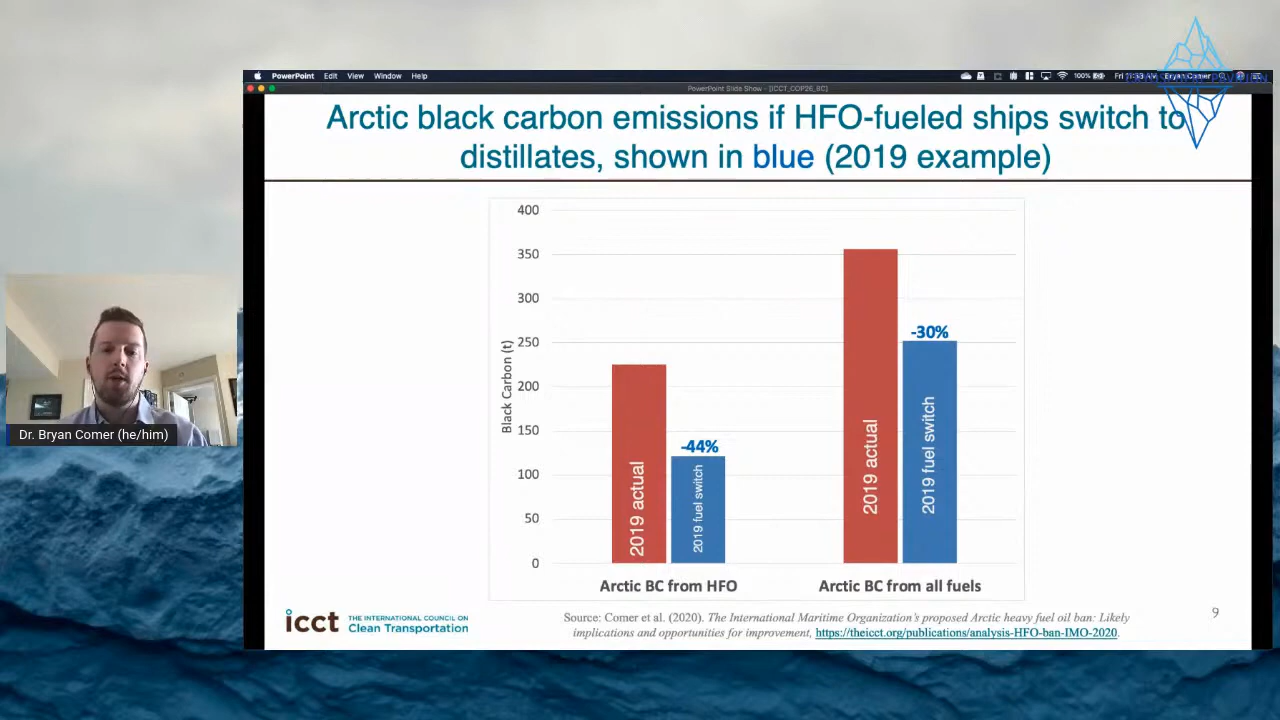 PowerPoint Edit View Window Help
100%
Bryan Comer
PowerPoint Slide Show - [ICCT_COP26_BC]
Arctic black carbon emissions if HFO-fueled ships switch to
distillates, shown in blue (2019 example)
400
350
300
250
200
150
100
50
0
Black Carbon (t)
2019 actual
-44%
2019 fuel switch
2019 actual
-30%
2019 fuel switch
Arctic BC from HFO
Arctic BC from all fuels
Dr. Bryan Comer (he/him)
icct THE INTERNATIONAL COUNCIL ON
Clean Transportation
Source: Comer et al. (2020). The International Maritime Organization's proposed Arctic heavy fuel oil ban: Likely
implications and opportunities for improvement, https://theicct.org/publications/analysis-HFO-ban-IMO-2020.
9